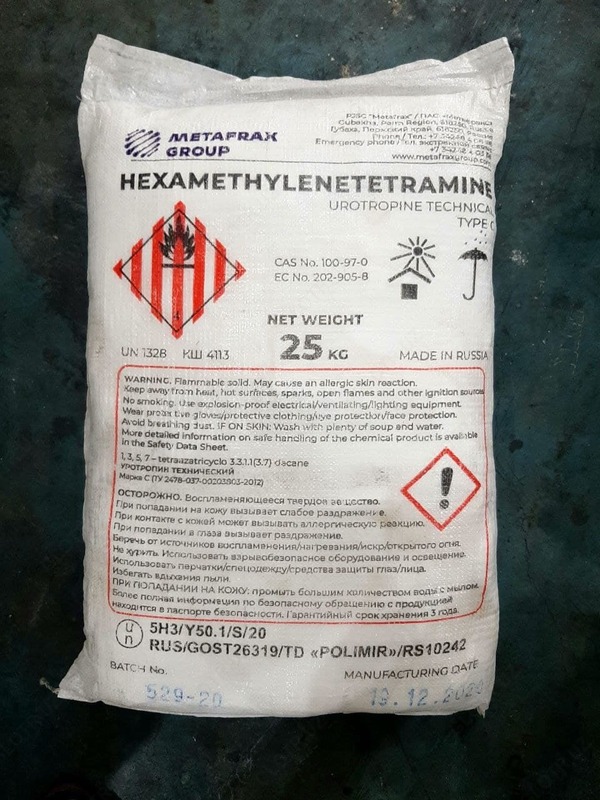 METAFRAX
GROUP
PJSC "Metafrax" / ПАО
Cubakha, Perm Region, 618250,
Губаха, Пермский край, 618250,
Phone / Тел.:
Emergency phone / Тел. экстренной
www.metafraxgroup.com
HEXAMETHYLENETETRAMINE
UROTROPINE TECHNICAL
TYPE C
CAS No. 100-97-0
EC No. 202-905-8
4
NET WEIGHT
25 KG
UN 1328 КШ 4113 MADE IN RUSSIA
WARNING. Flammable solid. May cause an allergic skin reaction.
Keep away from heat, hot surfaces, sparks, open flames and other ignition sources
No smoking. Use explosion-proof electrical/ventilating/lighting equipment.
Wear protective gloves/protective clothing/eye protection/face protection.
Avoid breathing dust. IF ON SKIN: Wash with plenty of soup and water.
More detailed information on safe handling of the chemical product is available
in the Safety Data Sheet.
1, 3, 5, 7 – tetraazatricyclo 3.3.1.1(3.7) dacane
УРОТРОПИН ТЕХНИЧЕСКИЙ
Марка С (ТУ 2478-037-00203803-2012)
ОСТОРОЖНО. Воспламеняющееся твердое вещество.
При попадании на кожу вызывает слабое раздражение.
При контакте с кожей может вызывать аллергическую реакцию.
При попадании в глаза вызывает раздражение.
Беречь от источников воспламенения/нагревания/искр/открытого огня.
Не курить. Использовать взрывобезопасное оборудование и освещение.
Использовать перчатки/спецодежду/средства защиты глаз/лица.
Избегать вдыхания пыли.
ПРИ ПОПАДАНИИ НА КОЖУ: промыть большим количеством воды с мылом.
Более полная информация по безопасному обращению с продукцией
находится в паспорте безопасности. Гарантийный срок хранения 3 года.
un 5H3/Y50.1/S/20
RUS/GOST26319/TD «POLIMIR»/RS10242
BATCH No. MANUFACTURING DATE
529-20 19.12.2020